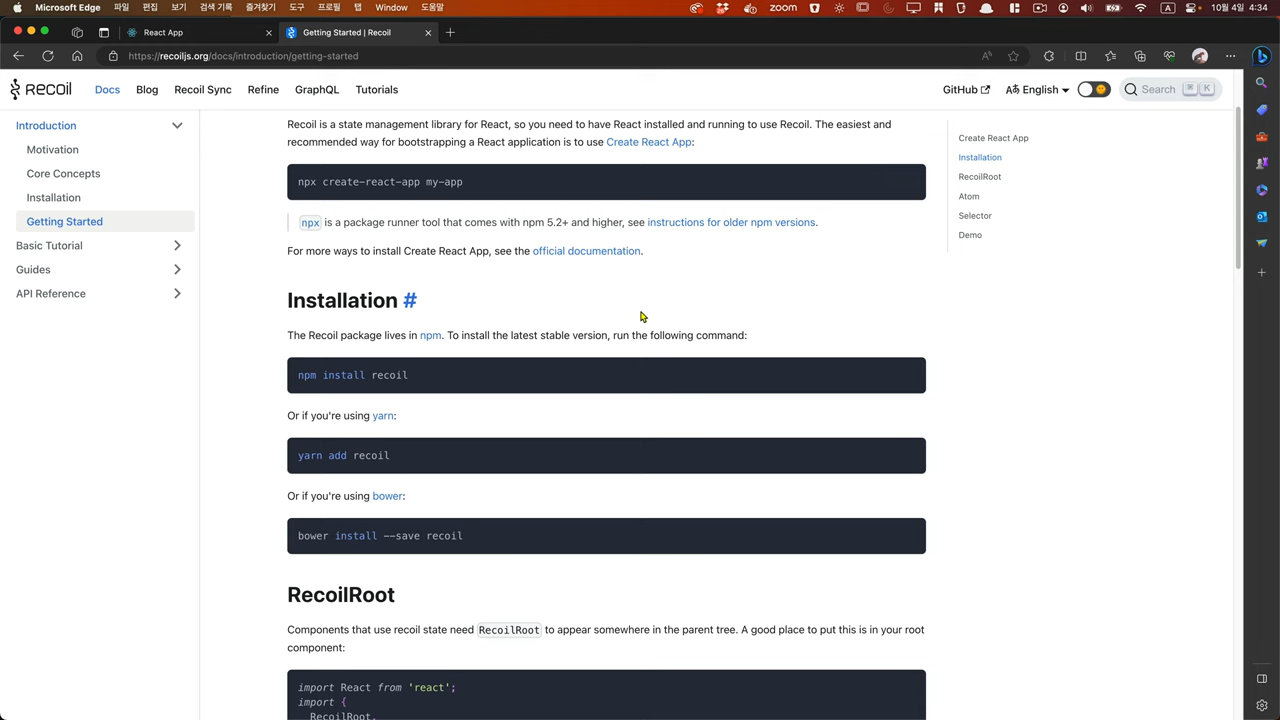 Microsoft Edge 파일 편집 보기 검색 기록 즐겨찾기 도구 프로필 탭 Window 도움말 1월 9일 (월) 오후 4:34
React App
Getting Started | Recoil
https://recoiljs.org/docs/introduction/getting-started
Recoil
Docs Blog Recoil Sync Refine GraphQL Tutorials GitHub English Search ⌘ K
Introduction
Motivation
Core Concepts
Installation
Getting Started
Basic Tutorial
Guides
API Reference
Recoil is a state management library for React, so you need to have React installed and running to use Recoil. The easiest and
recommended way for bootstrapping a React application is to use Create React App:
npx create-react-app my-app
npx is a package runner tool that comes with npm 5.2+ and higher, see instructions for older npm versions.
For more ways to install Create React App, see the official documentation.
Installation #
The Recoil package lives in npm. To install the latest stable version, run the following command:
npm install recoil
Or if you're using yarn:
yarn add recoil
Or if you're using bower:
bower install --save recoil
RecoilRoot
Components that use recoil state need RecoilRoot to appear somewhere in the parent tree. A good place to put this is in your root
component:
import React from 'react';
import {
RecoilRoot,
Create React App
Installation
RecoilRoot
Atom
Selector
Demo